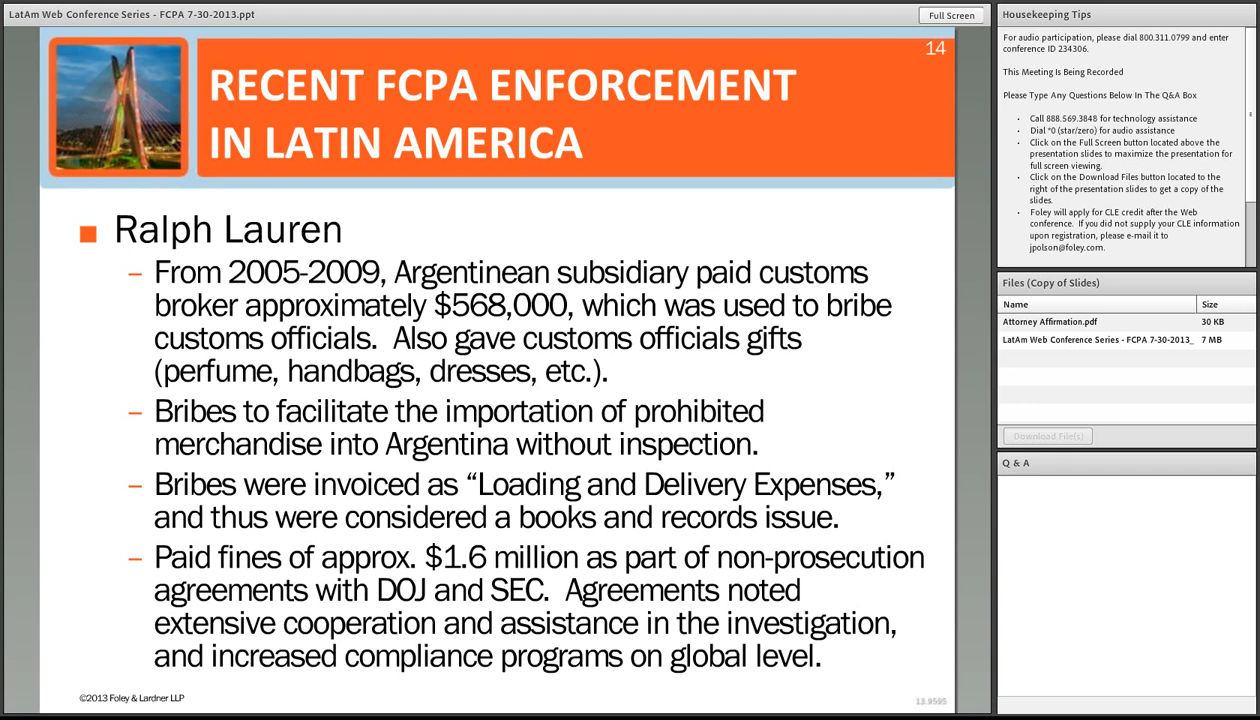 LatAm Web Conference Series - FCPA 7-30-2013.ppt
Full Screen
14
RECENT FCPA ENFORCEMENT
IN LATIN AMERICA
■ Ralph Lauren
– From 2005-2009, Argentinean subsidiary paid customs
broker approximately $568,000, which was used to bribe
customs officials.  Also gave customs officials gifts
(perfume, handbags, dresses, etc.).
– Bribes to facilitate the importation of prohibited
merchandise into Argentina without inspection.
– Bribes were invoiced as “Loading and Delivery Expenses,”
and thus were considered a books and records issue.
– Paid fines of approx. $1.6 million as part of non-prosecution
agreements with DOJ and SEC.  Agreements noted
extensive cooperation and assistance in the investigation,
and increased compliance programs on global level.
©2013 Foley & Lardner LLP
13.9595
Housekeeping Tips
For audio participation, please dial 800.311.0799 and enter
conference ID 234306.
This Meeting Is Being Recorded
Please Type Any Questions Below In The Q&A Box
• Call 888.569.3848 for technology assistance
• Dial *0 (star/zero) for audio assistance
• Click on the Full Screen button located above the
presentation slides to maximize the presentation for
full screen viewing.
• Click on the Download Files button located to the
right of the presentation slides to get a copy of the
slides.
• Foley will apply for CLE credit after the Web
conference.  If you did not supply your CLE information
upon registration, please e-mail it to
jpolson@foley.com.
Files (Copy of Slides)
Name Size
Attorney Affirmation.pdf 30 KB
LatAm Web Conference Series - FCPA 7-30-2013_ 7 MB
Download File(s)
Q & A